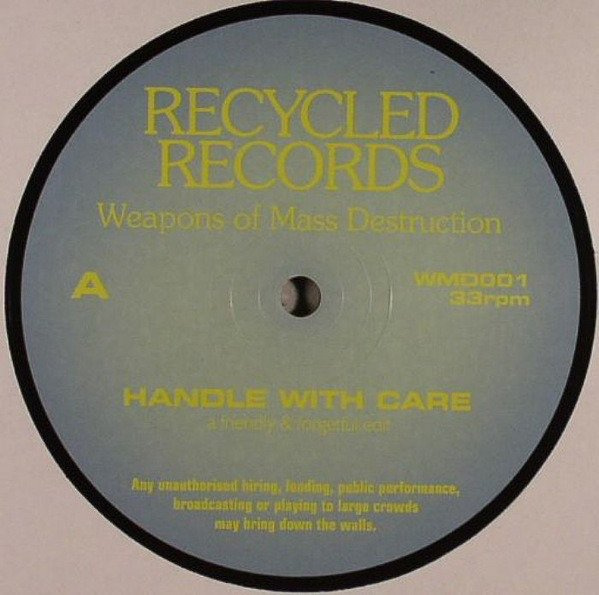 RECYCLED
RECORDS
Weapons of Mass Destruction
A
WMD001
33rpm
HANDLE WITH CARE
a friendly & forgetful edit
Any unauthorised hiring, lending, public performance,
broadcasting or playing to large crowds
may bring down the walls.